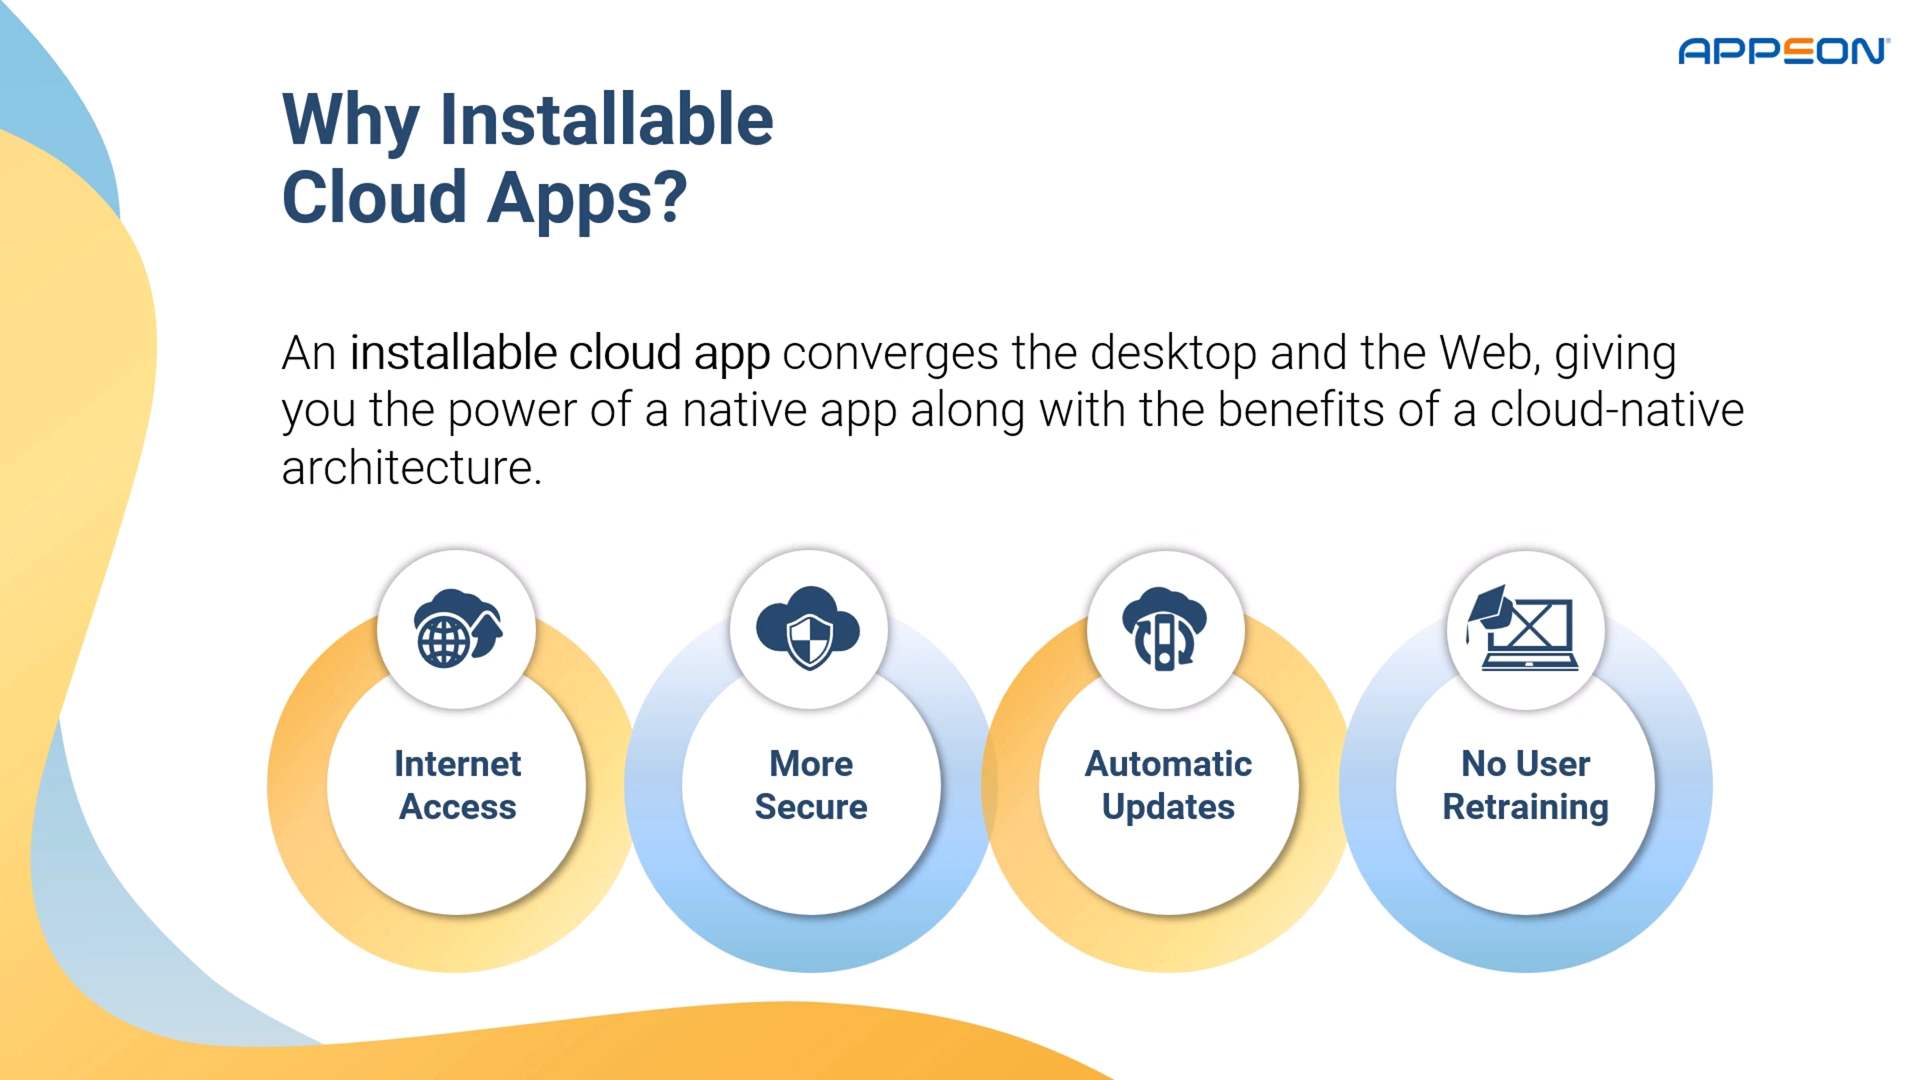 APPEON
Why Installable
Cloud Apps?
An installable cloud app converges the desktop and the Web, giving
you the power of a native app along with the benefits of a cloud-native
architecture.
Internet
Access
More
Secure
Automatic
Updates
No User
Retraining